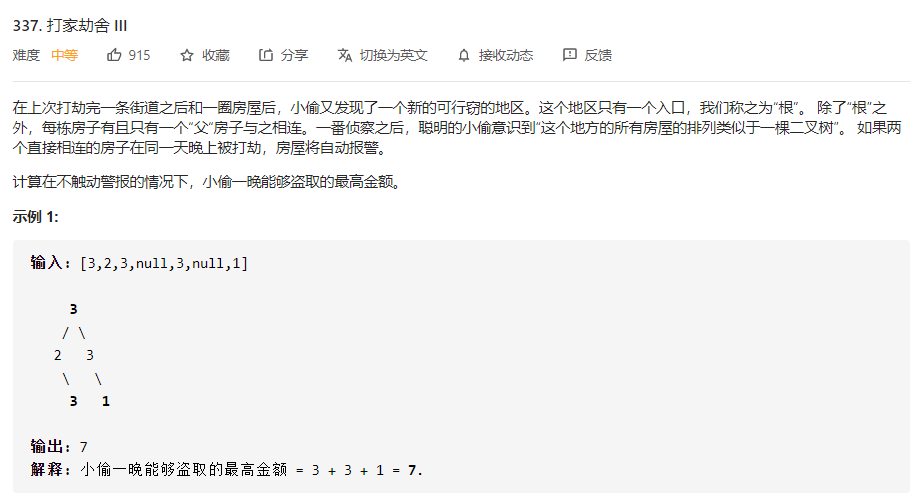 337. 打家劫舍 III
难度 中等 915 收藏 分享 切换为英文 接收动态 反馈
在上次打劫完一条街道之后和一圈房屋后，小偷又发现了一个新的可行窃的地区。这个地区只有一个入口，我们称之为“根”。 除了“根”之
外，每栋房子有且只有一个“父“房子与之相连。一番侦察之后，聪明的小偷意识到“这个地方的所有房屋的排列类似于一棵二叉树”。 如果两
个直接相连的房子在同一天晚上被打劫，房屋将自动报警。
计算在不触动警报的情况下，小偷一晚能够盗取的最高金额。
示例 1:
输入: [3,2,3,null,3,null,1]
3
/ \
2 3
\ \
3 1
输出: 7
解释: 小偷一晚能够盗取的最高金额 = 3 + 3 + 1 = 7.